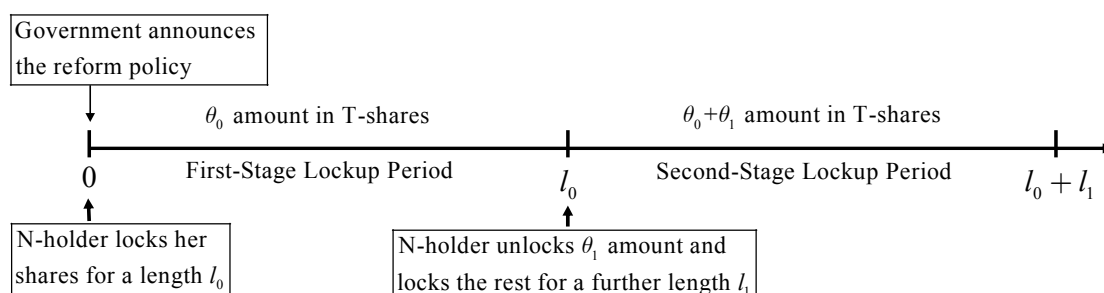 Government announces
the reform policy
θ₀ amount in T-shares
θ₀+θ₁ amount in T-shares
0
First-Stage Lockup Period
l₀
Second-Stage Lockup Period
l₀ + l₁
N-holder locks her
shares for a length l₀
N-holder unlocks θ₁ amount and
locks the rest for a further length l₁